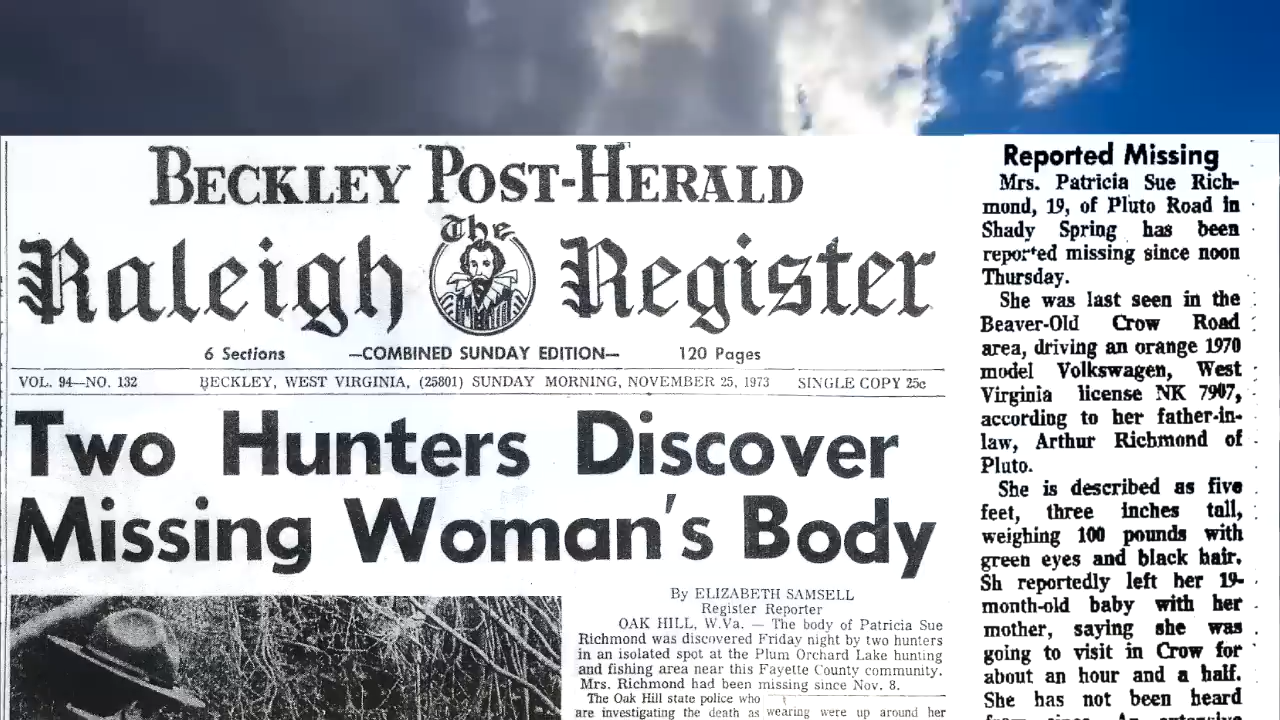 BECKLEY POST-HERALD
The
Raleigh Register
6 Sections —COMBINED SUNDAY EDITION— 120 Pages
VOL. 94—NO. 132 BECKLEY, WEST VIRGINIA, (25801) SUNDAY MORNING, NOVEMBER 25, 1973 SINGLE COPY 25c
Two Hunters Discover
Missing Woman's Body
By ELIZABETH SAMSELL
Register Reporter
OAK HILL, W.Va. — The body of Patricia Sue
Richmond was discovered Friday night by two hunters
in an isolated spot at the Plum Orchard Lake hunting
and fishing area near this Fayette County community.
Mrs. Richmond had been missing since Nov. 8.
The Oak Hill state police who
are investigating the death as wearing were up around her
Reported Missing
Mrs. Patricia Sue Rich-
mond, 19, of Pluto Road in
Shady Spring has been
reported missing since noon
Thursday.
She was last seen in the
Beaver-Old Crow Road
area, driving an orange 1970
model Volkswagen, West
Virginia license NK 7907,
according to her father-in-
law, Arthur Richmond of
Pluto.
She is described as five
feet, three inches tall,
weighing 100 pounds with
green eyes and black hair.
Sh reportedly left her 19-
month-old baby with her
mother, saying she was
going to visit in Crow for
about an hour and a half.
She has not been heard